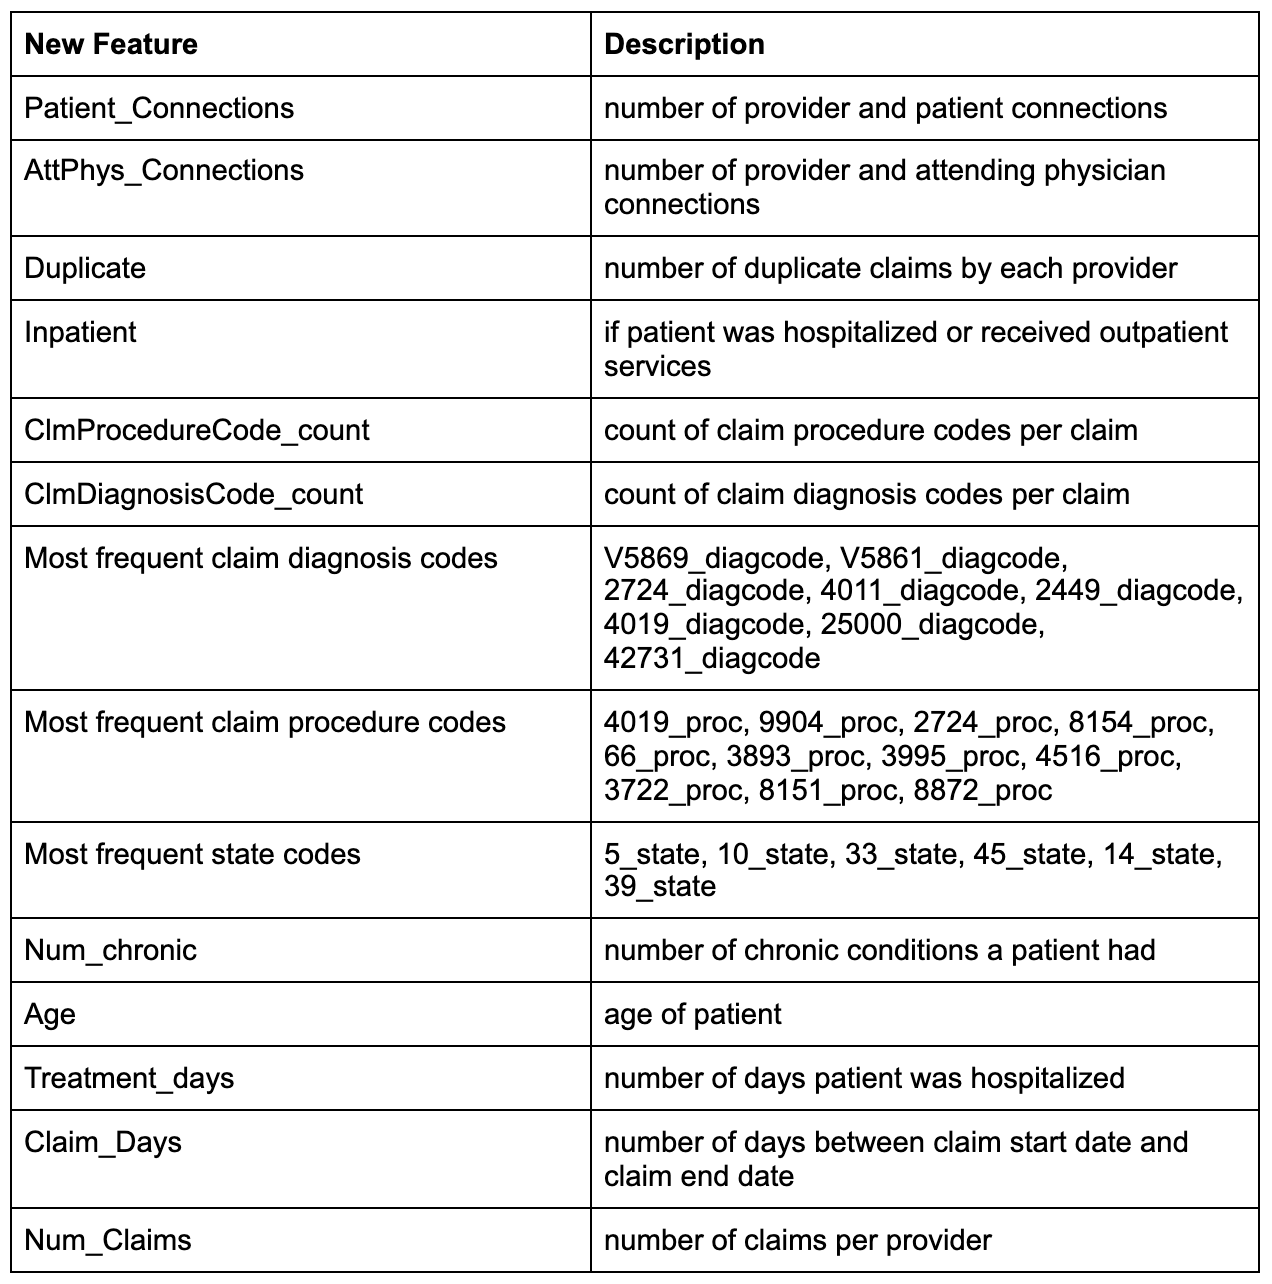 New Feature
Description
Patient_Connections
number of provider and patient connections
AttPhys_Connections
number of provider and attending physician
connections
Duplicate
number of duplicate claims by each provider
Inpatient
if patient was hospitalized or received outpatient
services
ClmProcedureCode_count
count of claim procedure codes per claim
ClmDiagnosisCode_count
count of claim diagnosis codes per claim
Most frequent claim diagnosis codes
V5869_diagcode, V5861_diagcode,
2724_diagcode, 4011_diagcode, 2449_diagcode,
4019_diagcode, 25000_diagcode,
42731_diagcode
Most frequent claim procedure codes
4019_proc, 9904_proc, 2724_proc, 8154_proc,
66_proc, 3893_proc, 3995_proc, 4516_proc,
3722_proc, 8151_proc, 8872_proc
Most frequent state codes
5_state, 10_state, 33_state, 45_state, 14_state,
39_state
Num_chronic
number of chronic conditions a patient had
Age
age of patient
Treatment_days
number of days patient was hospitalized
Claim_Days
number of days between claim start date and
claim end date
Num_Claims
number of claims per provider